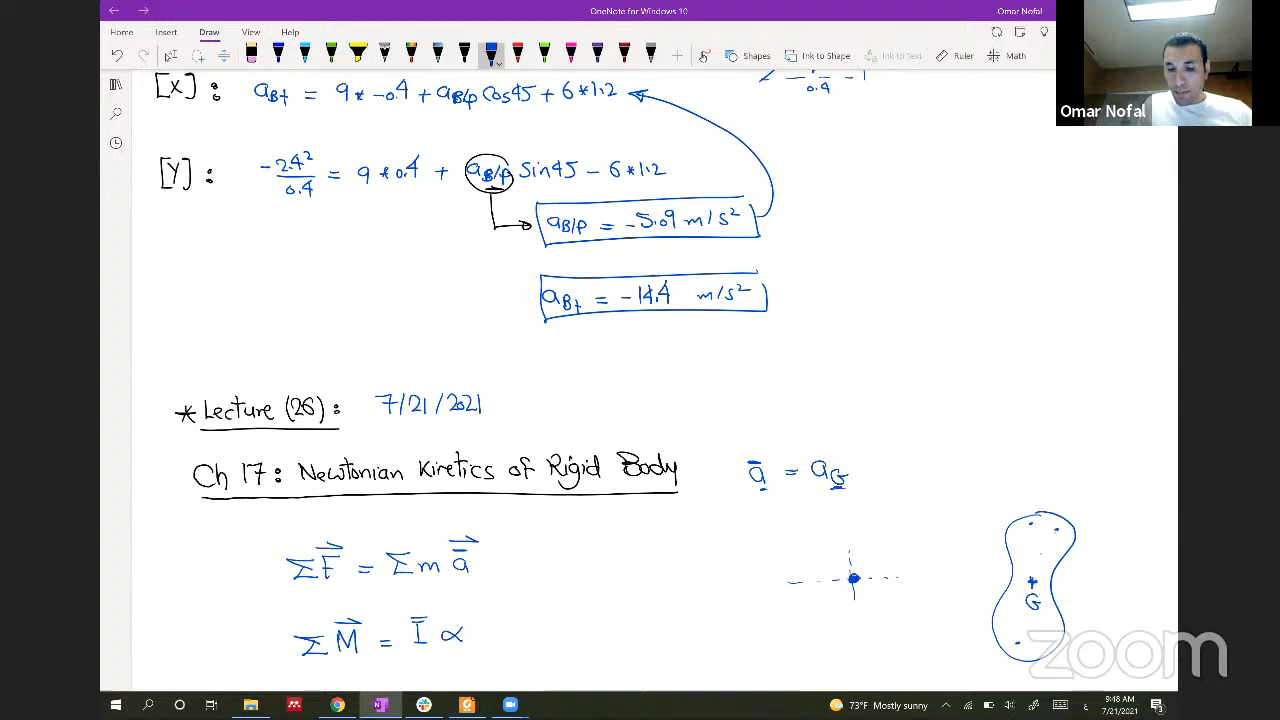 OneNote for Windows 10
Omar Nofal
Home Insert Draw View Help
Shapes Ink to Shape Ink to Text Ruler Math
[X] : aBt = 9 * -0.4 + aB/P Cos45 + 6 * 1.2
0.4
[Y] : -2.4² / 0.4 = 9 * 0.4 + aB/P Sin45 - 6 * 1.2
aB/P = -5.09 m/s²
aBt = -14.4 m/s²
* Lecture (26) : 7/21/2021
Ch 17 : Newtonian Kinetics of Rigid Body
ā = aG
ΣF⃗ = Σm ā⃗
G
ΣM⃗ = Ī α
Omar Nofal
zoom
73°F Mostly sunny
9:48 AM
7/21/2021